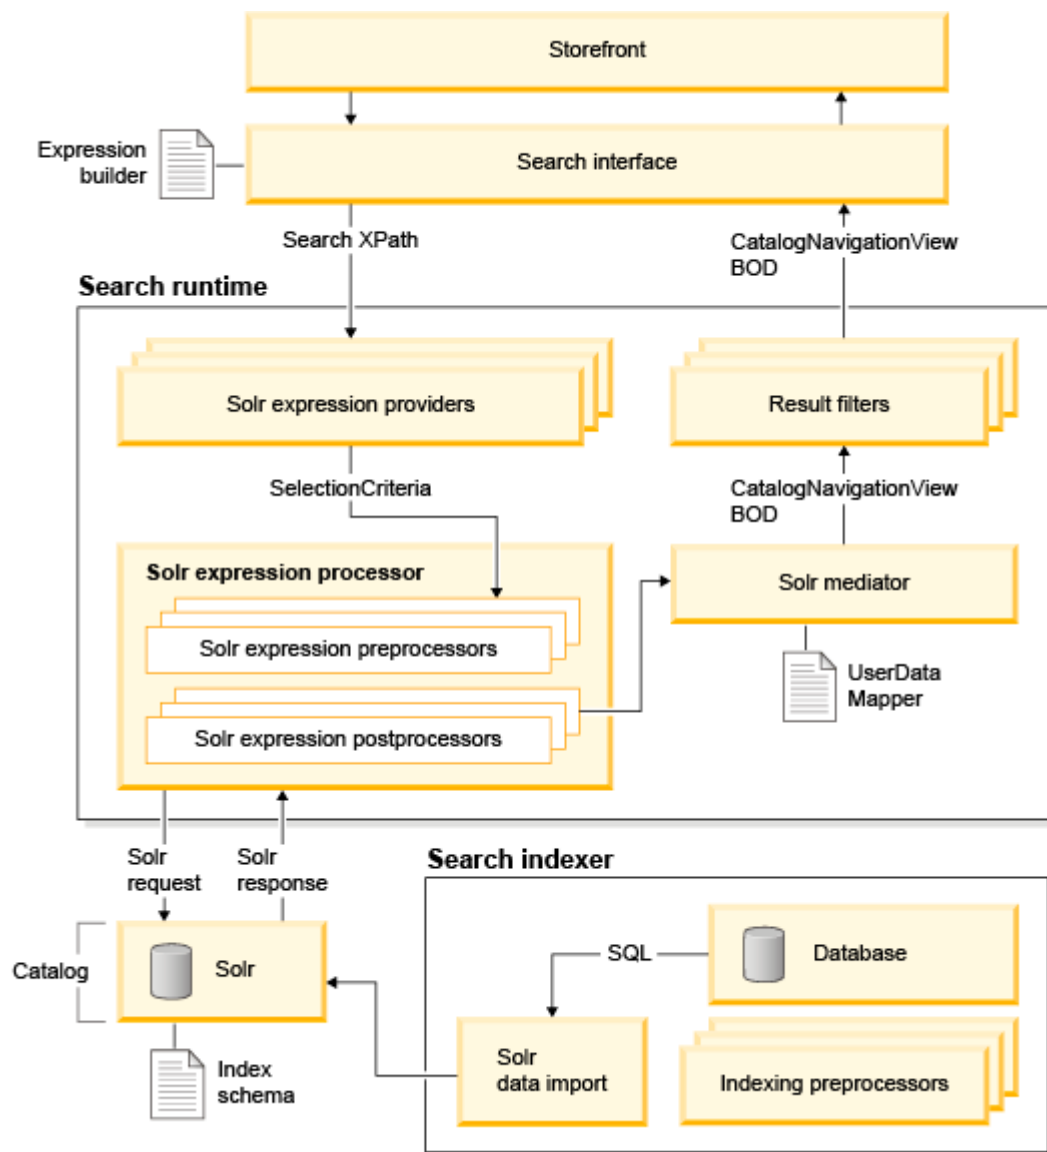 Storefront
Expression
builder
Search interface
Search XPath
CatalogNavigationView
BOD
Search runtime
Solr expression providers
Result filters
SelectionCriteria
CatalogNavigationView
BOD
Solr expression processor
Solr mediator
Solr expression preprocessors
UserData
Mapper
Solr expression postprocessors
Solr
request
Solr
response
Search indexer
Catalog
Solr
SQL
Database
Index
schema
Solr
data import
Indexing preprocessors